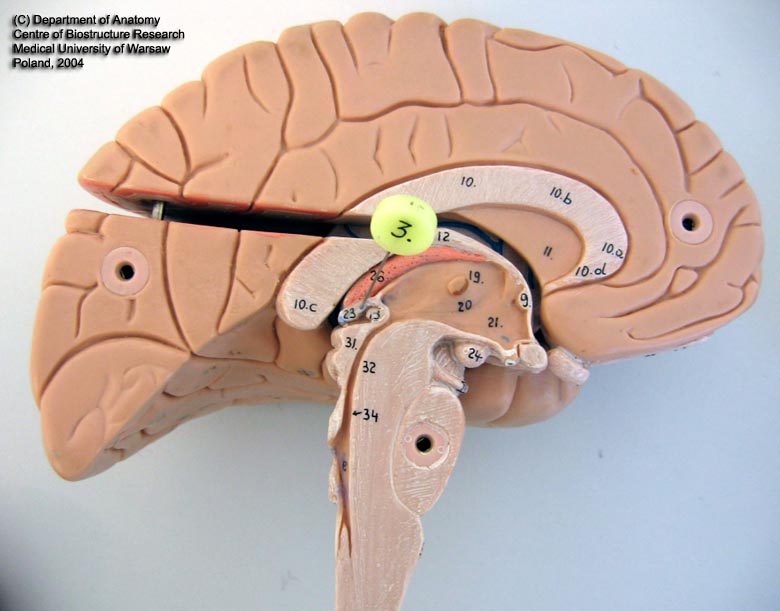 (C) Department of Anatomy
Centre of Biostructure Research
Medical University of Warsaw
Poland, 2004
10.
10.b
3.
12
11.
10.a
10.d
26
19.
20
21.
9.
10.c
23
13
31.
24
32
34
8